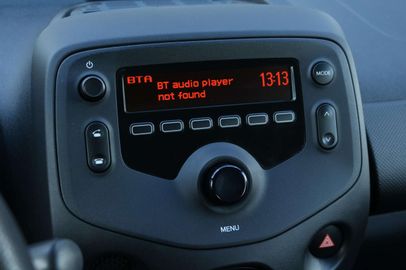 BTA
BT audio player
not found
13:13
MODE
MENU